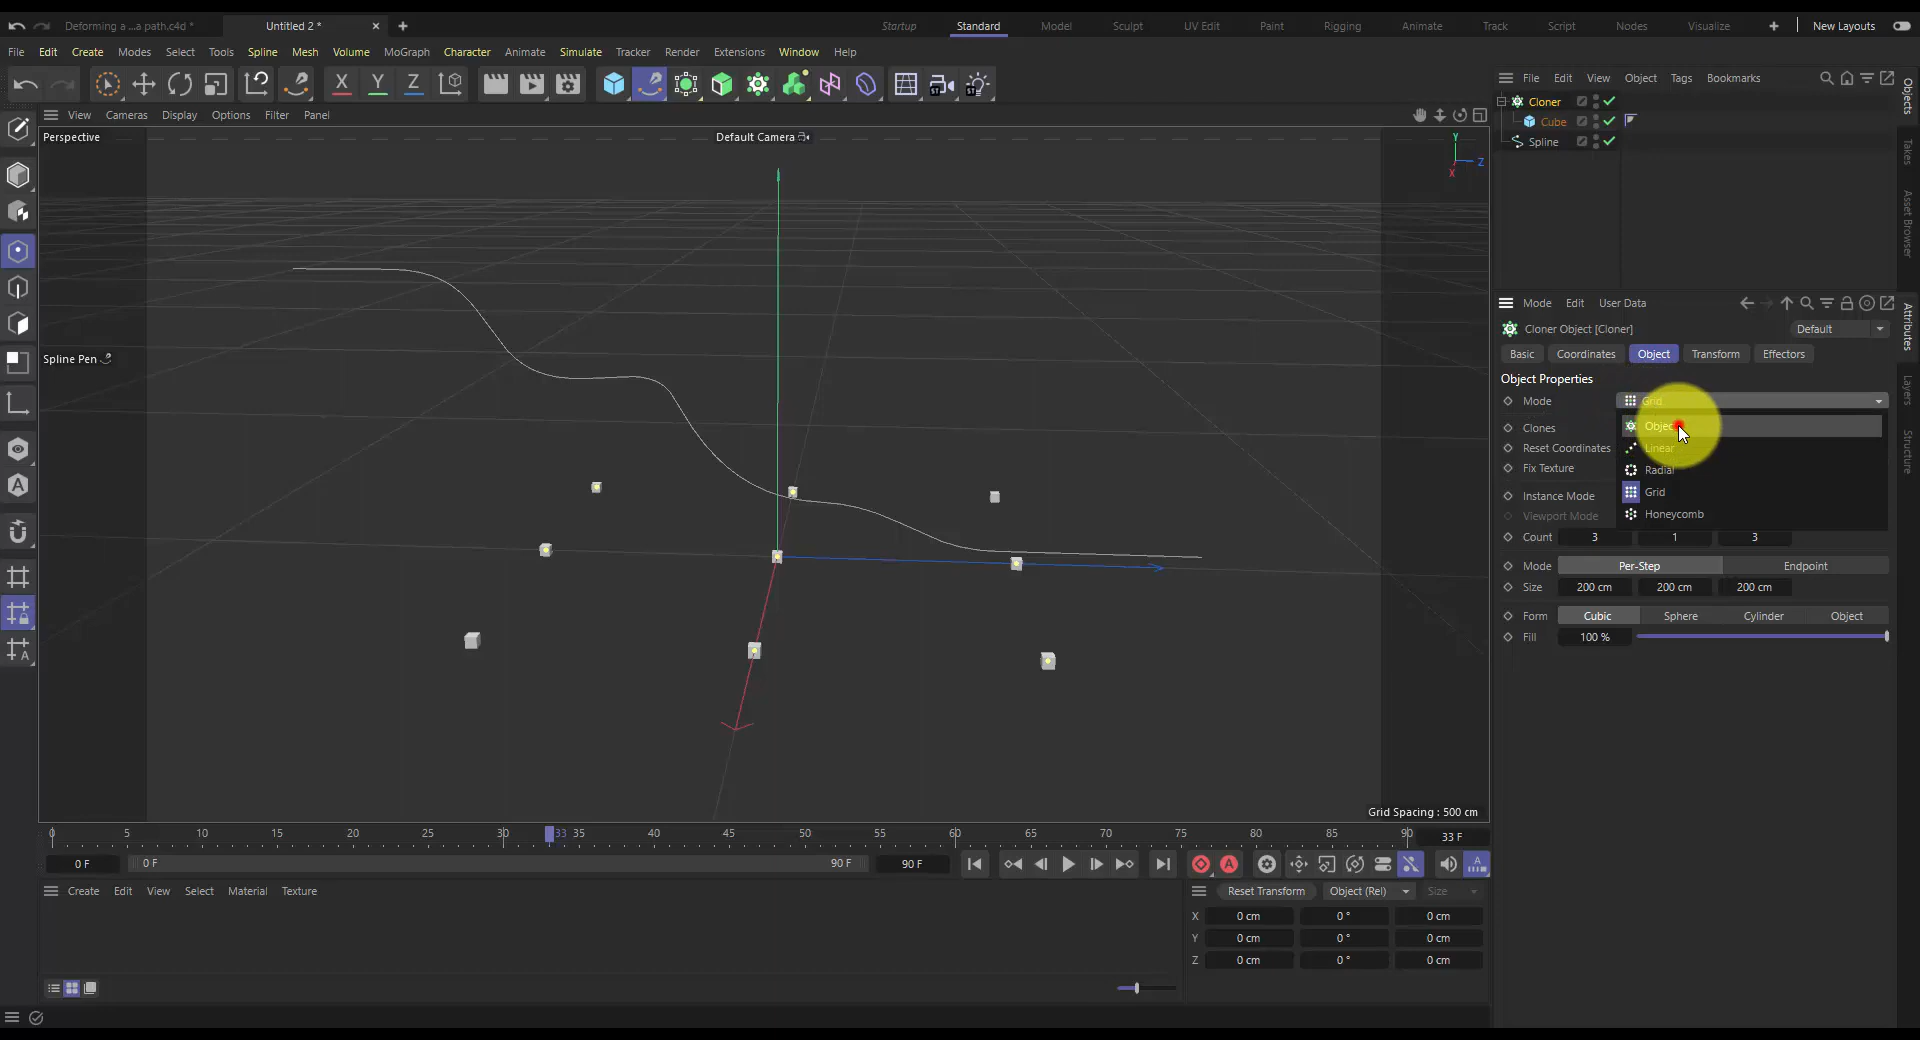 Deforming a ...a path.c4d *
Untitled 2 *
Startup
Standard
Model
Sculpt
UV Edit
Paint
Rigging
Animate
Track
Script
Nodes
Visualize
New Layouts
File Edit Create Modes Select Tools Spline Mesh Volume MoGraph Character Animate Simulate Tracker Render Extensions Window Help
X Y Z
File Edit View Object Tags Bookmarks
Cloner
Cube
Spline
Objects
Takes
Asset Browser
Attributes
Layers
Structure
View Cameras Display Options Filter Panel
Perspective
Default Camera
Y
Z
X
Spline Pen
Grid Spacing : 500 cm
Mode Edit User Data
Cloner Object [Cloner]
Default
Basic Coordinates Object Transform Effectors
Object Properties
Mode Grid
Object
Clones
Linear
Reset Coordinates
Radial
Fix Texture
Grid
Instance Mode
Honeycomb
Viewport Mode
Count 3 1 3
Mode Per-Step Endpoint
Size 200 cm 200 cm 200 cm
Form Cubic Sphere Cylinder Object
Fill 100 %
0 5 10 15 20 25 30 33 35 40 45 50 55 60 65 70 75 80 85 90 33 F
0 F 0 F 90 F 90 F
Create Edit View Select Material Texture
Reset Transform Object (Rel) Size
X 0 cm 0 ° 0 cm
Y 0 cm 0 ° 0 cm
Z 0 cm 0 ° 0 cm